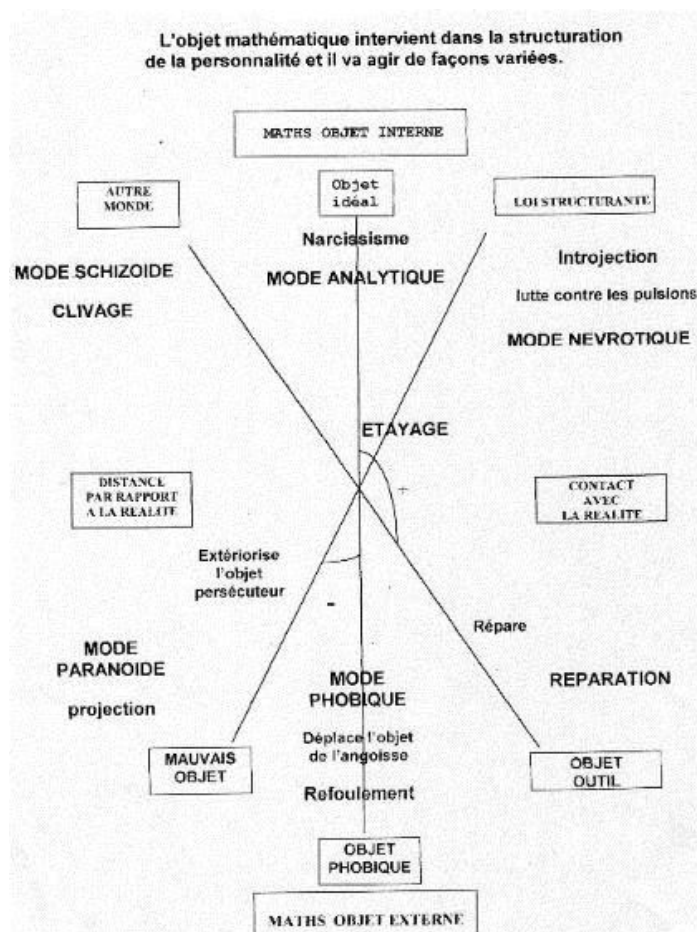 L'objet mathématique intervient dans la structuration
de la personnalité et il va agir de façons variées.
MATHS OBJET INTERNE
AUTRE
MONDE
Objet
idéal
LOI STRUCTURANTE
Narcissisme
Introjection
MODE SCHIZOIDE
MODE ANALYTIQUE
lutte contre les pulsions
CLIVAGE
MODE NEVROTIQUE
ETAYAGE
DISTANCE
PAR RAPPORT
A LA REALITE
+
CONTACT
AVEC
LA REALITE
Extériorise
l'objet
persécuteur
-
Répare
MODE
PARANOIDE
projection
MODE
PHOBIQUE
REPARATION
Déplace l'objet
de l'angoisse
MAUVAIS
OBJET
OBJET
OUTIL
Refoulement
OBJET
PHOBIQUE
MATHS OBJET EXTERNE